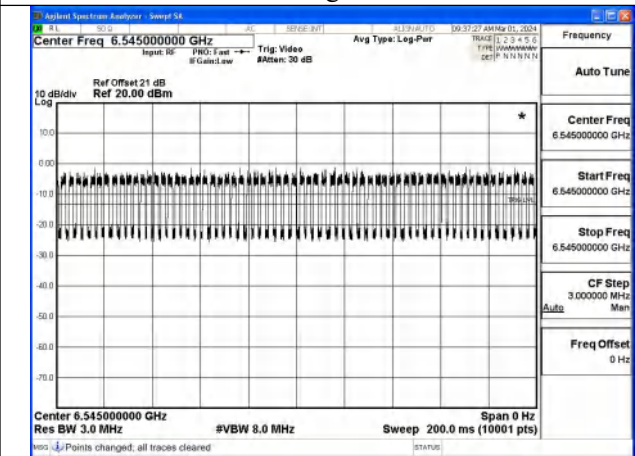 Agilent Spectrum Analyzer - Swept SA
RL 50 Ω AC SENSE:INT ALIGN AUTO 09:37:27 AM Mar 01, 2024
Center Freq 6.545000000 GHz
Input: RF PNO: Fast Trig: Video Avg Type: Log-Pwr TRACE 1 2 3 4 5 6
IFGain:Low #Atten: 30 dB TYPE
DET P N N N N N
Frequency
Auto Tune
Ref Offset 21 dB
10 dB/div Ref 20.00 dBm
Log
*
10.0
0.00
-10.0
TRIG LVL
-20.0
-30.0
-40.0
-50.0
-60.0
-70.0
Center Freq
6.545000000 GHz
Start Freq
6.545000000 GHz
Stop Freq
6.545000000 GHz
CF Step
3.000000 MHz
Auto Man
Freq Offset
0 Hz
Center 6.545000000 GHz Span 0 Hz
Res BW 3.0 MHz #VBW 8.0 MHz Sweep 200.0 ms (10001 pts)
MSG Points changed; all traces cleared STATUS